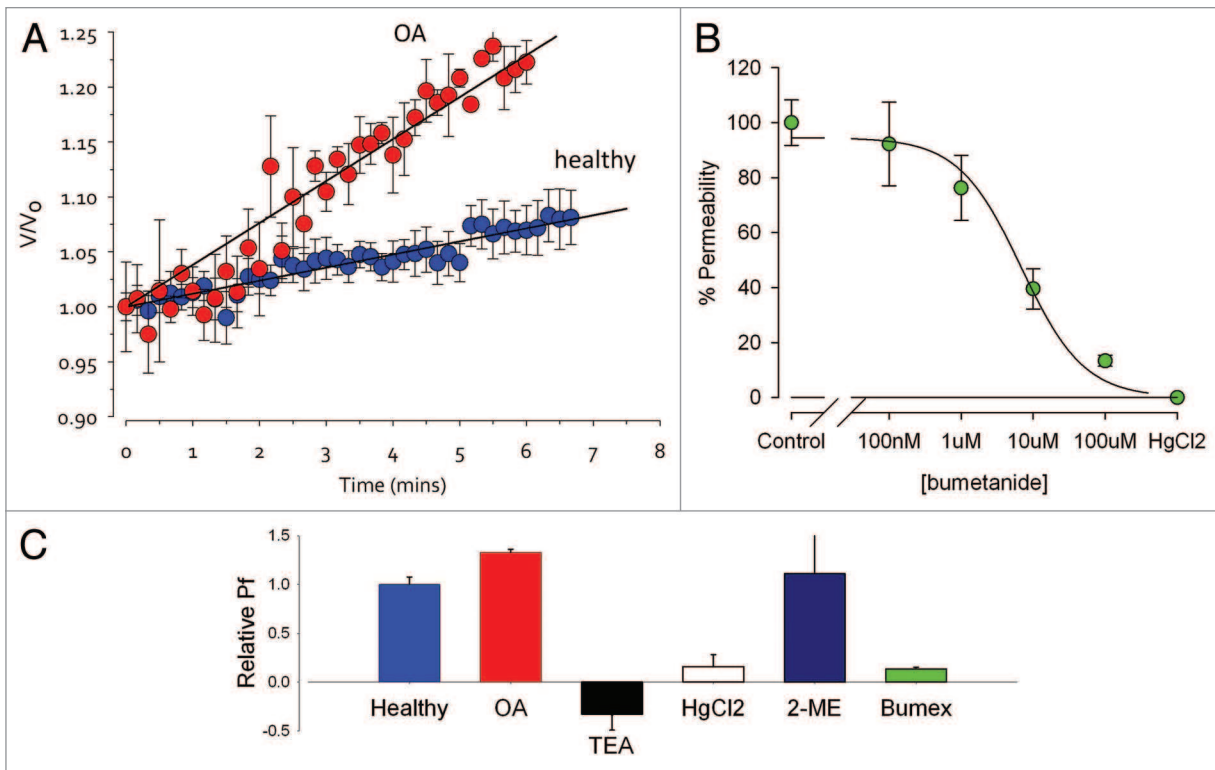 A
OA
healthy
V/V0
1.25
1.20
1.15
1.10
1.05
1.00
0.95
0.90
0 1 2 3 4 5 6 7 8
Time (mins)
B
% Permeability
120
100
80
60
40
20
0
Control 100nM 1uM 10uM 100uM HgCl2
[bumetanide]
C
Relative Pf
1.5
1.0
0.5
0.0
-0.5
Healthy OA TEA HgCl2 2-ME Bumex